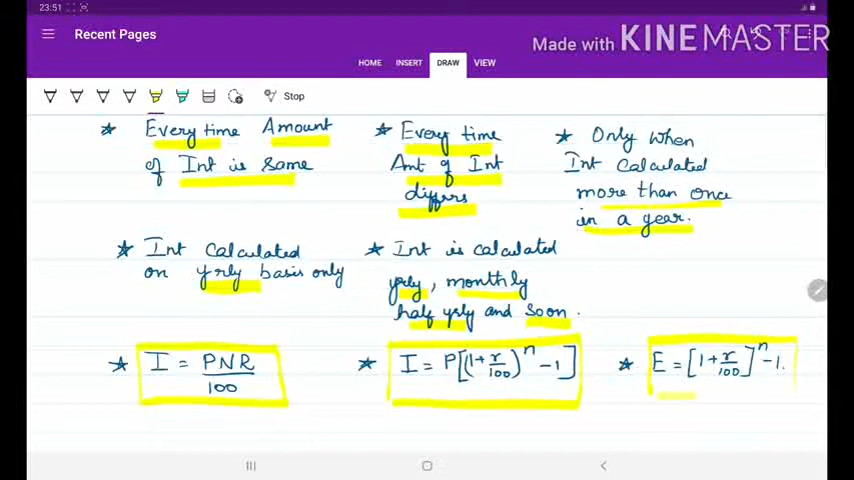 23:51
Recent Pages
Made with KINEMASTER
HOME INSERT DRAW VIEW
Stop
* Every time Amount
of Int is same
* Every time
Amt of Int
differs
* Only when
Int Calculated
more than once
in a year.
* Int Calculated
on yrly basis only
* Int is calculated
yrly, monthly
half yrly and soon.
* I = PNR/100
* I = P[(1+r/100)^n -1]
* E = [1+r/100]^n -1.